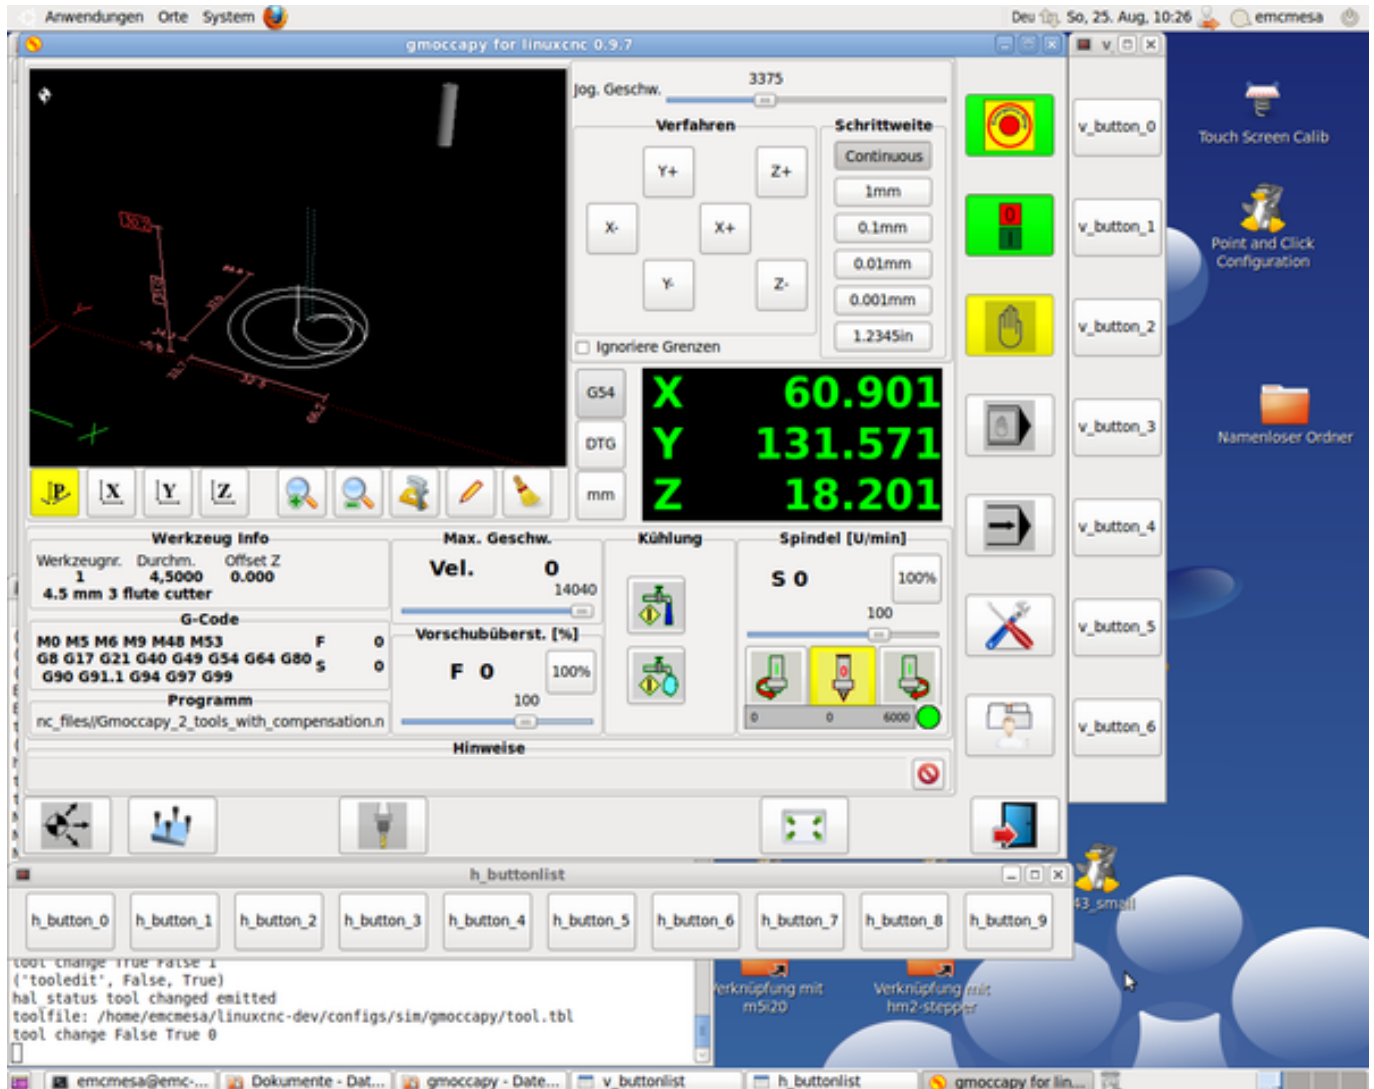 Anwendungen Orte System
Deu So, 25. Aug, 10:26 emcmesa
gmoccapy for linuxcnc 0.9.7
v
Jog. Geschw. 3375
Verfahren
Schrittweite
Y+ Z+
X- X+
Y- Z-
Continuous
1mm
0.1mm
0.01mm
0.001mm
1.2345in
Ignoriere Grenzen
G54
DTG
mm
X 60.901
Y 131.571
Z 18.201
P X Y Z
Werkzeug Info
Werkzeugnr. Durchm. Offset Z
1 4,5000 0.000
4.5 mm 3 flute cutter
G-Code
M0 M5 M6 M9 M48 M53 F 0
G8 G17 G21 G40 G49 G54 G64 G80 S 0
G90 G91.1 G94 G97 G99
Programm
nc_files//Gmoccapy_2_tools_with_compensation.n
Max. Geschw.
Vel. 0
14040
Vorschubüberst. [%]
F 0 100%
100
Kühlung
Spindel [U/min]
S 0 100%
100
0 0 6000
Hinweise
v_button_0
v_button_1
v_button_2
v_button_3
v_button_4
v_button_5
v_button_6
Touch Screen Calib
Point and Click
Configuration
Namenloser Ordner
43_small
h_buttonlist
h_button_0 h_button_1 h_button_2 h_button_3 h_button_4 h_button_5 h_button_6 h_button_7 h_button_8 h_button_9
tool change True False 1
('tooledit', False, True)
hal_status tool changed emitted
toolfile: /home/emcmesa/linuxcnc-dev/configs/sim/gmoccapy/tool.tbl
tool change False True 0
erknüpfung mit
m5i20
Verknüpfung mit
hm2-stepper
emcmesa@emc-... Dokumente - Dat... gmoccapy - Date... v_buttonlist h_buttonlist gmoccapy for lin...